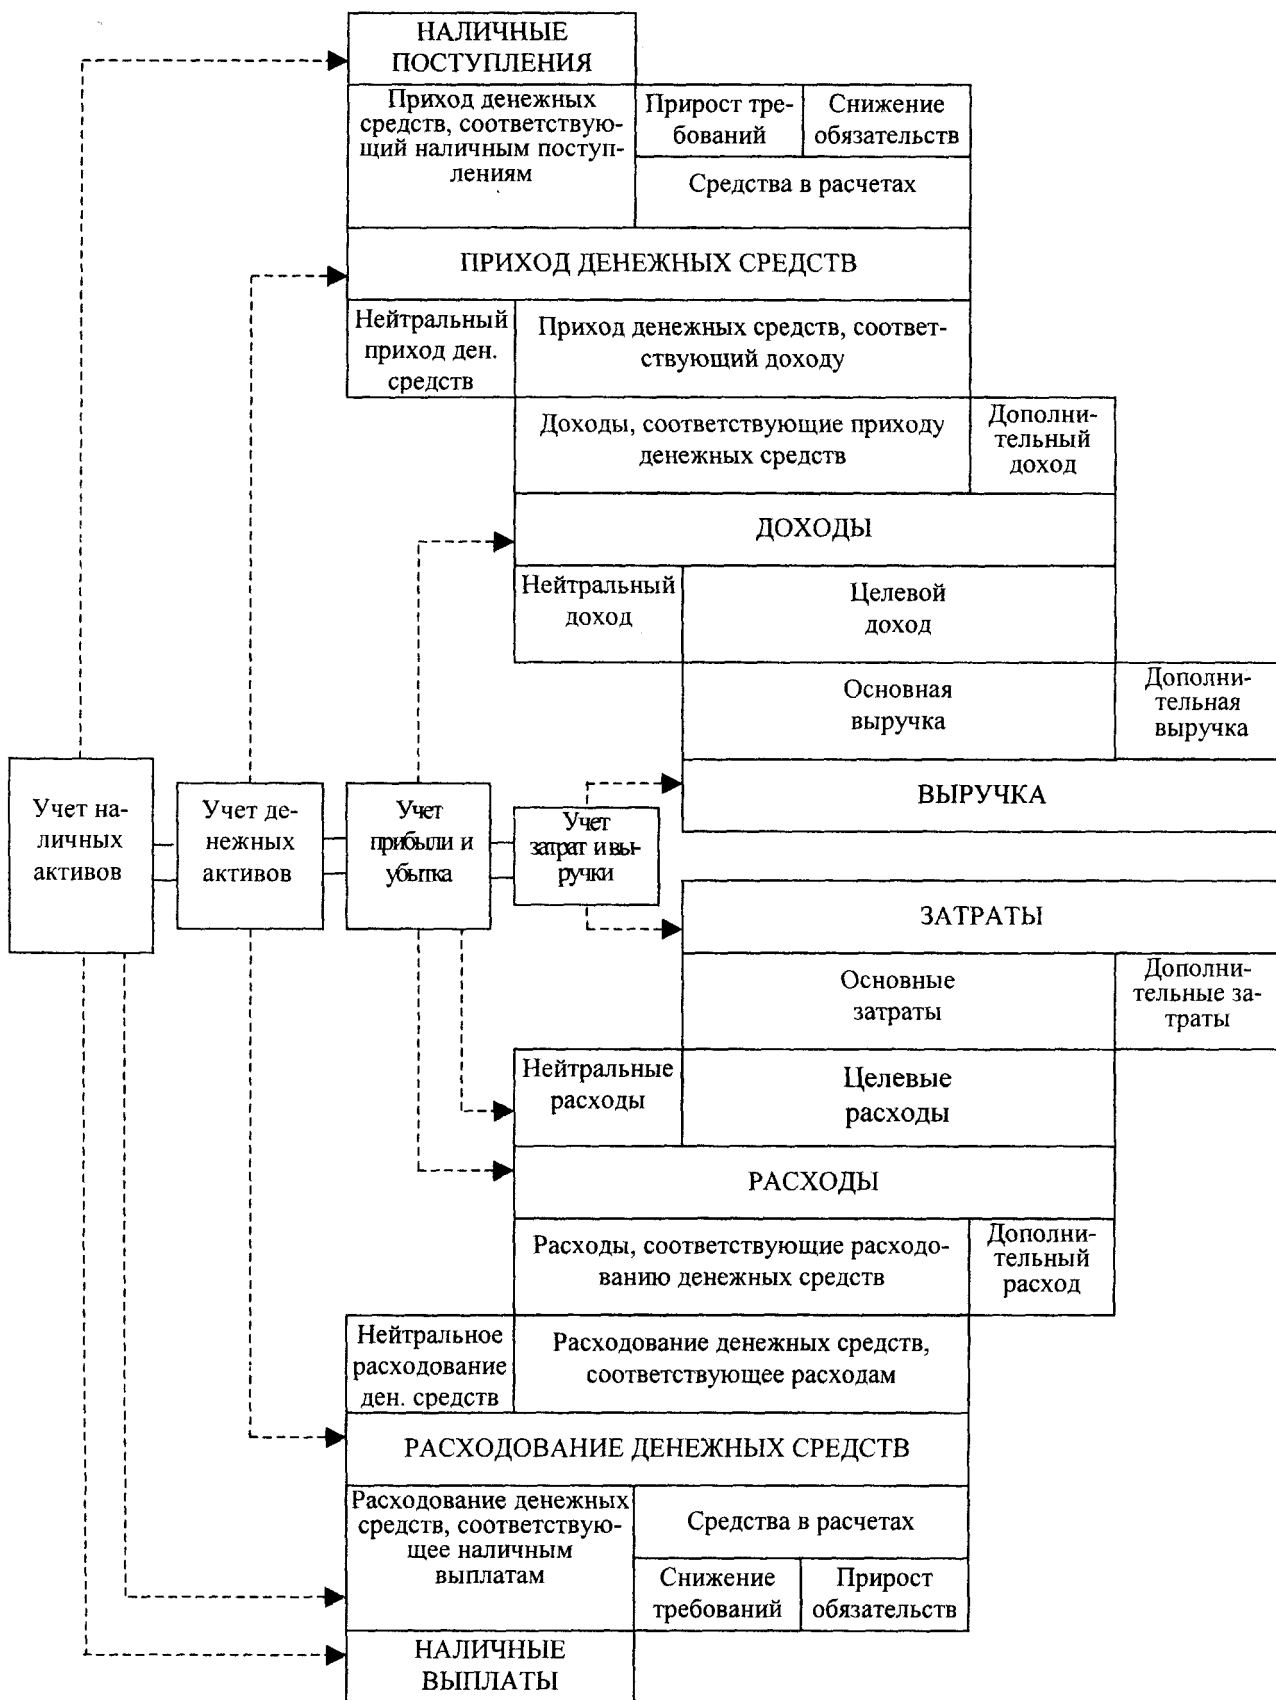 НАЛИЧНЫЕ
ПОСТУПЛЕНИЯ
Приход денежных
средств, соответствую-
щий наличным поступ-
лениям
Прирост тре-
бований
Снижение
обязательств
Средства в расчетах
ПРИХОД ДЕНЕЖНЫХ СРЕДСТВ
Нейтральный
приход ден.
средств
Приход денежных средств, соответ-
ствующий доходу
Доходы, соответствующие приходу
денежных средств
Дополни-
тельный
доход
ДОХОДЫ
Нейтральный
доход
Целевой
доход
Основная
выручка
Дополни-
тельная
выручка
ВЫРУЧКА
Учет на-
личных
активов
Учет де-
нежных
активов
Учет
прибыли и
убытка
Учет
затрат и вы-
ручки
ЗАТРАТЫ
Основные
затраты
Дополни-
тельные за-
траты
Нейтральные
расходы
Целевые
расходы
РАСХОДЫ
Расходы, соответствующие расходо-
ванию денежных средств
Дополни-
тельный
расход
Нейтральное
расходование
ден. средств
Расходование денежных средств,
соответствующее расходам
РАСХОДОВАНИЕ ДЕНЕЖНЫХ СРЕДСТВ
Расходование денежных
средств, соответствую-
щее наличным
выплатам
Средства в расчетах
Снижение
требований
Прирост
обязательств
НАЛИЧНЫЕ
ВЫПЛАТЫ